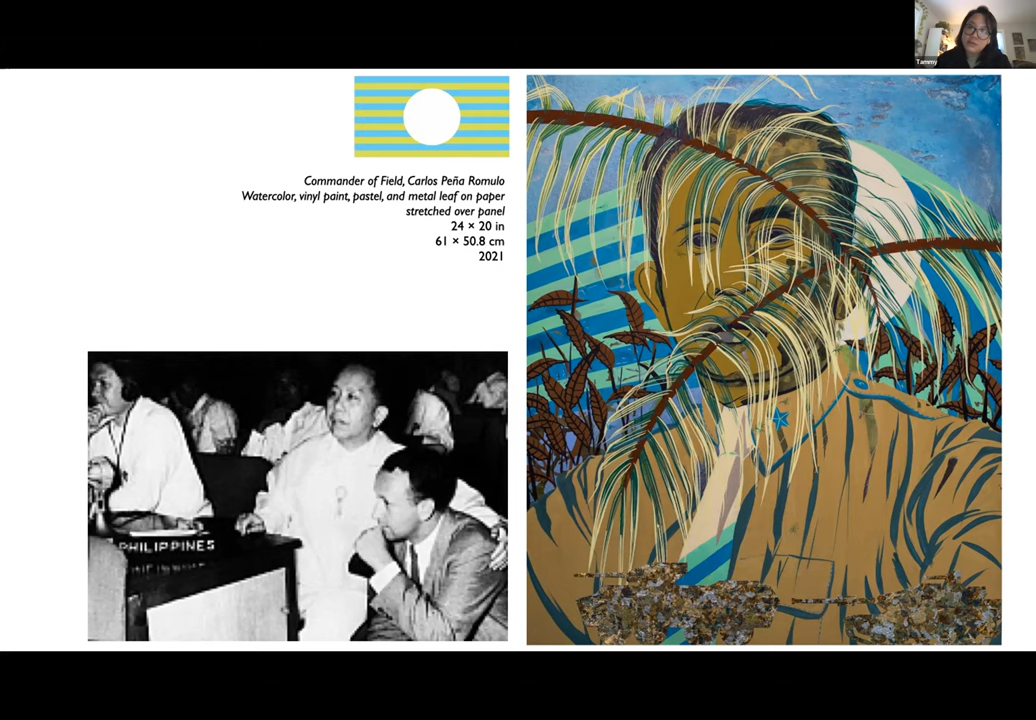 Tammy
Commander of Field, Carlos Peña Romulo
Watercolor, vinyl paint, pastel, and metal leaf on paper
stretched over panel
24 × 20 in
61 × 50.8 cm
2021
PHILIPPINES